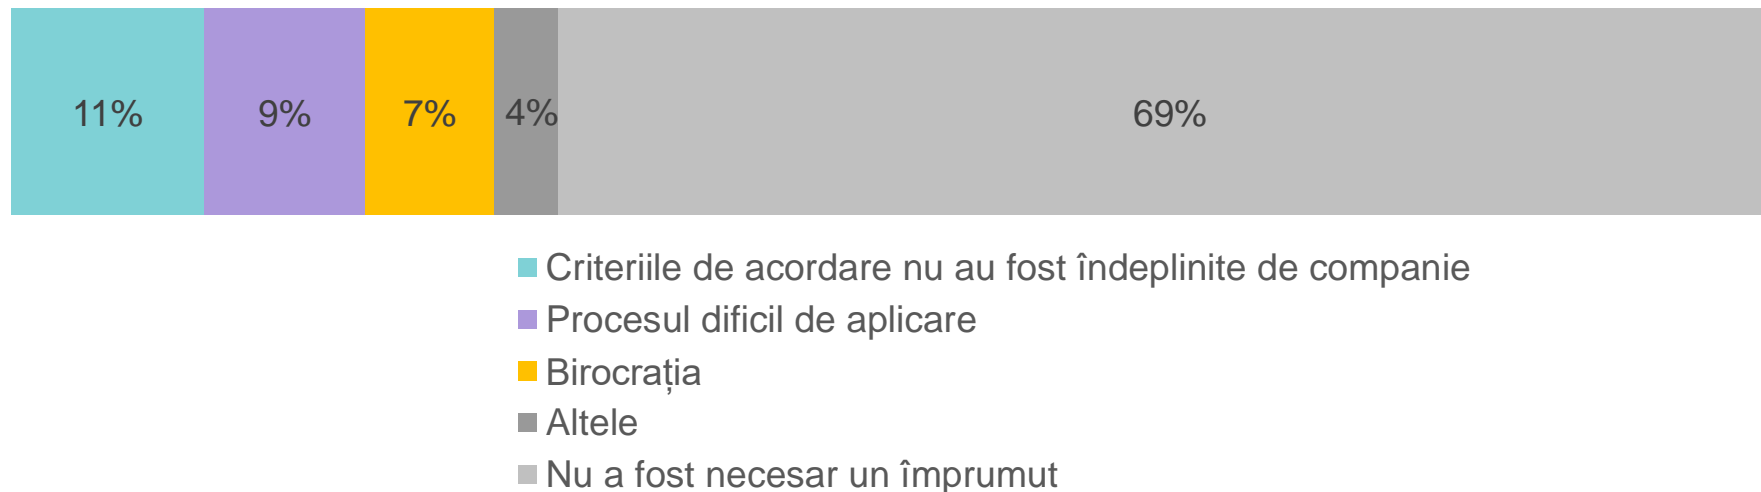 11% 9% 7% 4% 69%
Criteriile de acordare nu au fost îndeplinite de companie
Procesul dificil de aplicare
Birocrația
Altele
Nu a fost necesar un împrumut